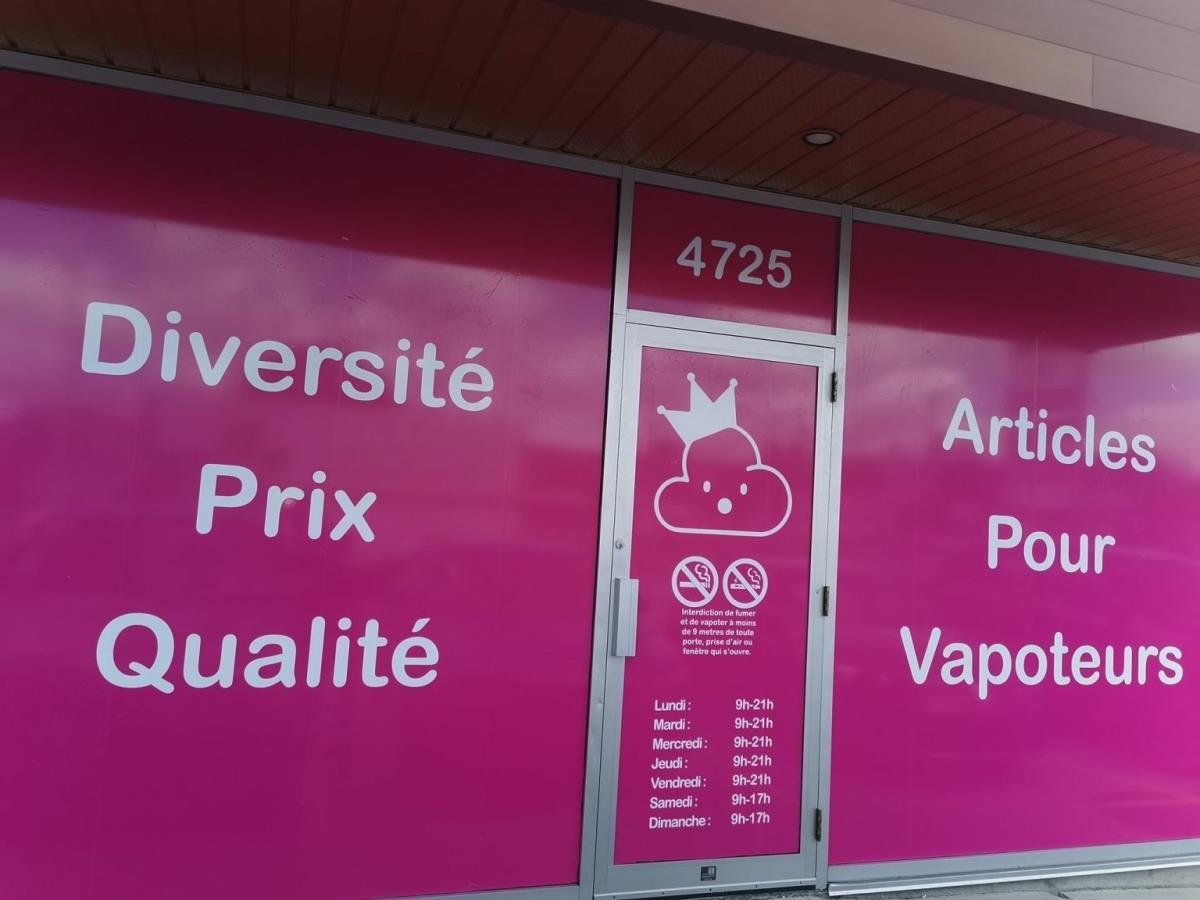 Diversité
Prix
Qualité
4725
Interdiction de fumer
et de vapoter à moins
de 9 metres de toute
porte, prise d'air ou
fenêtre qui s'ouvre.
Lundi : 9h-21h
Mardi : 9h-21h
Mercredi : 9h-21h
Jeudi : 9h-21h
Vendredi : 9h-21h
Samedi : 9h-17h
Dimanche : 9h-17h
Articles
Pour
Vapoteurs